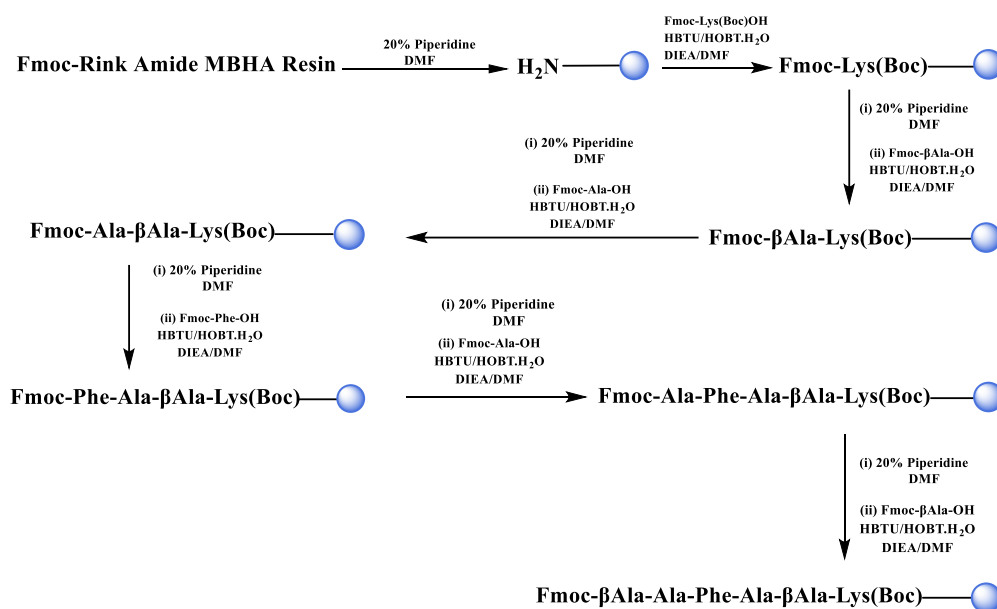 Fmoc-Rink Amide MBHA Resin
20% Piperidine
DMF
H₂N
Fmoc-Lys(Boc)OH
HBTU/HOBT.H₂O
DIEA/DMF
Fmoc-Lys(Boc)
(i) 20% Piperidine
DMF
(ii) Fmoc-βAla-OH
HBTU/HOBT.H₂O
DIEA/DMF
Fmoc-βAla-Lys(Boc)
(i) 20% Piperidine
DMF
(ii) Fmoc-Ala-OH
HBTU/HOBT.H₂O
DIEA/DMF
Fmoc-Ala-βAla-Lys(Boc)
(i) 20% Piperidine
DMF
(ii) Fmoc-Phe-OH
HBTU/HOBT.H₂O
DIEA/DMF
Fmoc-Phe-Ala-βAla-Lys(Boc)
(i) 20% Piperidine
DMF
(ii) Fmoc-Ala-OH
HBTU/HOBT.H₂O
DIEA/DMF
Fmoc-Ala-Phe-Ala-βAla-Lys(Boc)
(i) 20% Piperidine
DMF
(ii) Fmoc-βAla-OH
HBTU/HOBT.H₂O
DIEA/DMF
Fmoc-βAla-Ala-Phe-Ala-βAla-Lys(Boc)